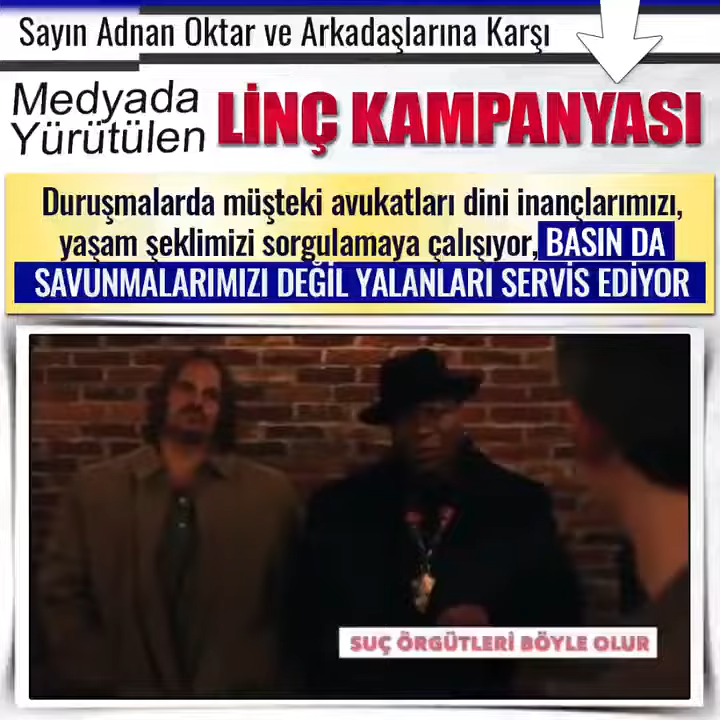 Sayın Adnan Oktar ve Arkadaşlarına Karşı
Medyada
Yürütülen
LİNÇ KAMPANYASI
Duruşmalarda müşteki avukatları dini inançlarımızı,
yaşam şeklimizi sorgulamaya çalışıyor, BASIN DA
SAVUNMALARIMIZI DEĞİL YALANLARI SERVİS EDİYOR
SUÇ ÖRGÜTLERİ BÖYLE OLUR